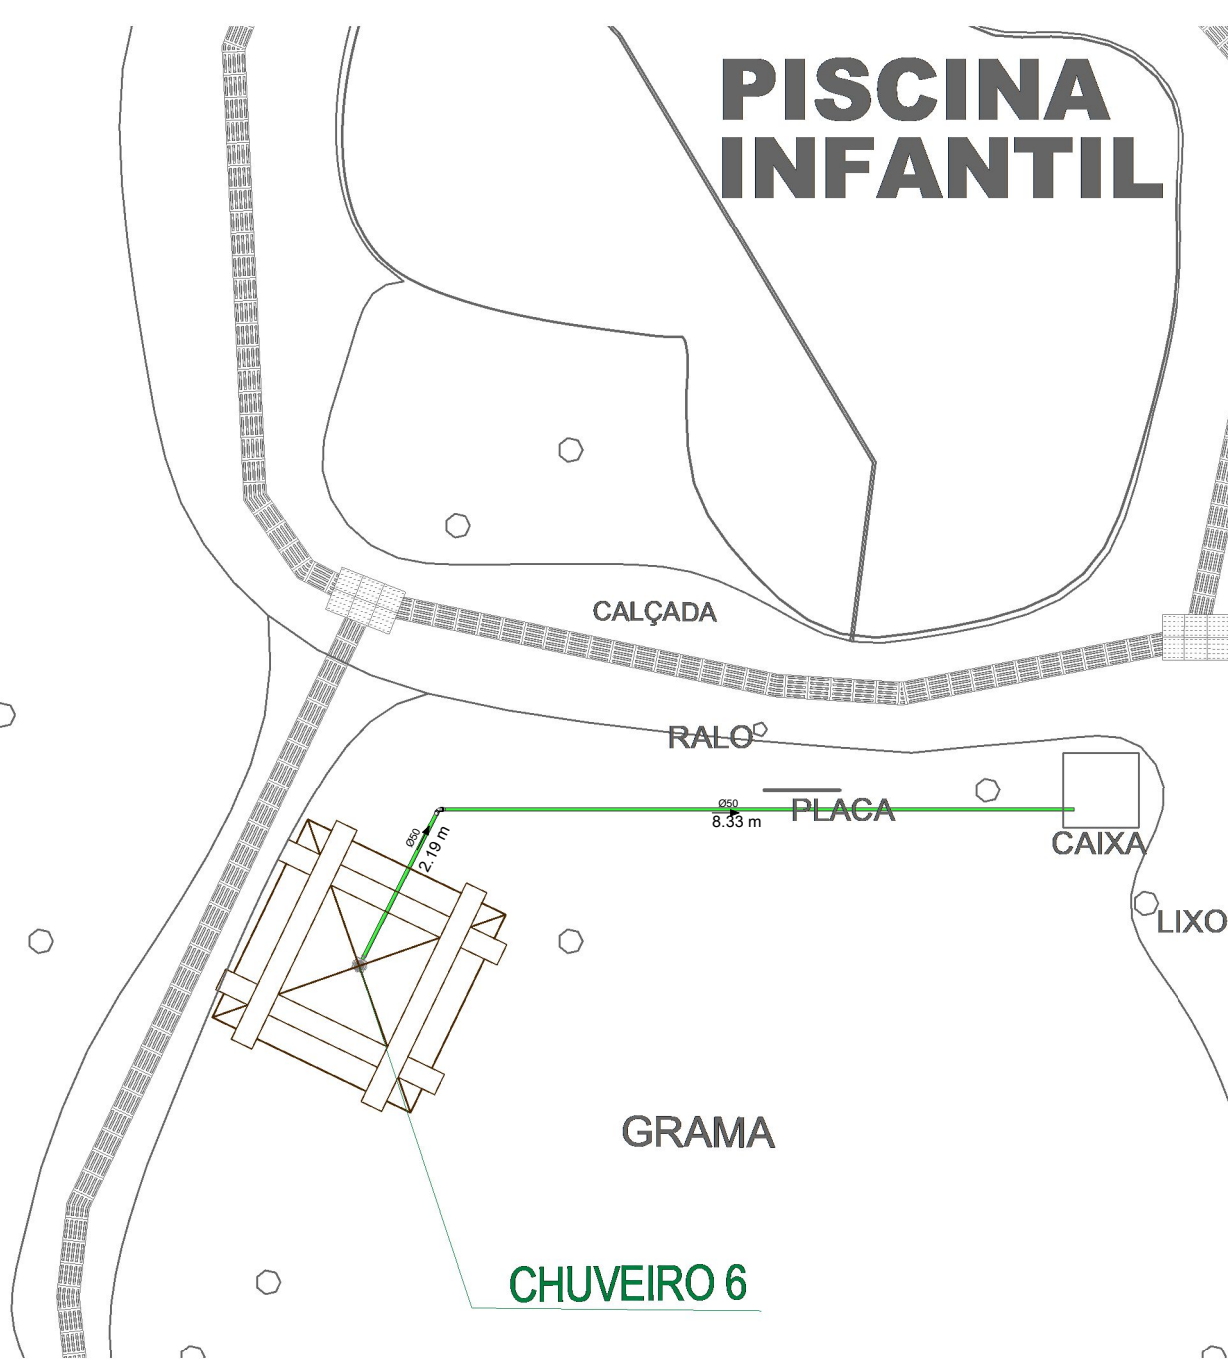 PISCINA
INFANTIL
CALÇADA
RALO
Ø50
8.33 m
PLACA
Ø50
2.19 m
CAIXA
LIXO
GRAMA
CHUVEIRO 6